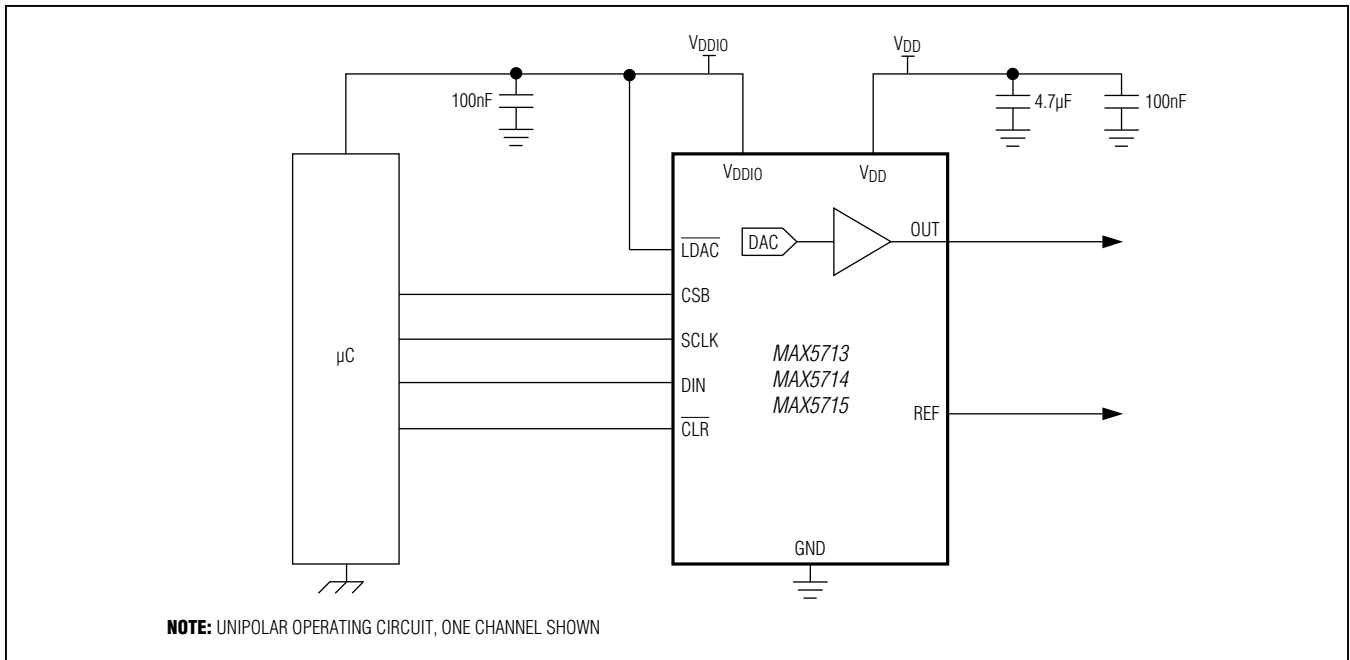 VDDIO
VDD
100nF
4.7µF
100nF
VDDIO
VDD
LDAC
DAC
OUT
CSB
SCLK
µC
MAX5713
MAX5714
MAX5715
DIN
REF
CLR
GND
NOTE: UNIPOLAR OPERATING CIRCUIT, ONE CHANNEL SHOWN